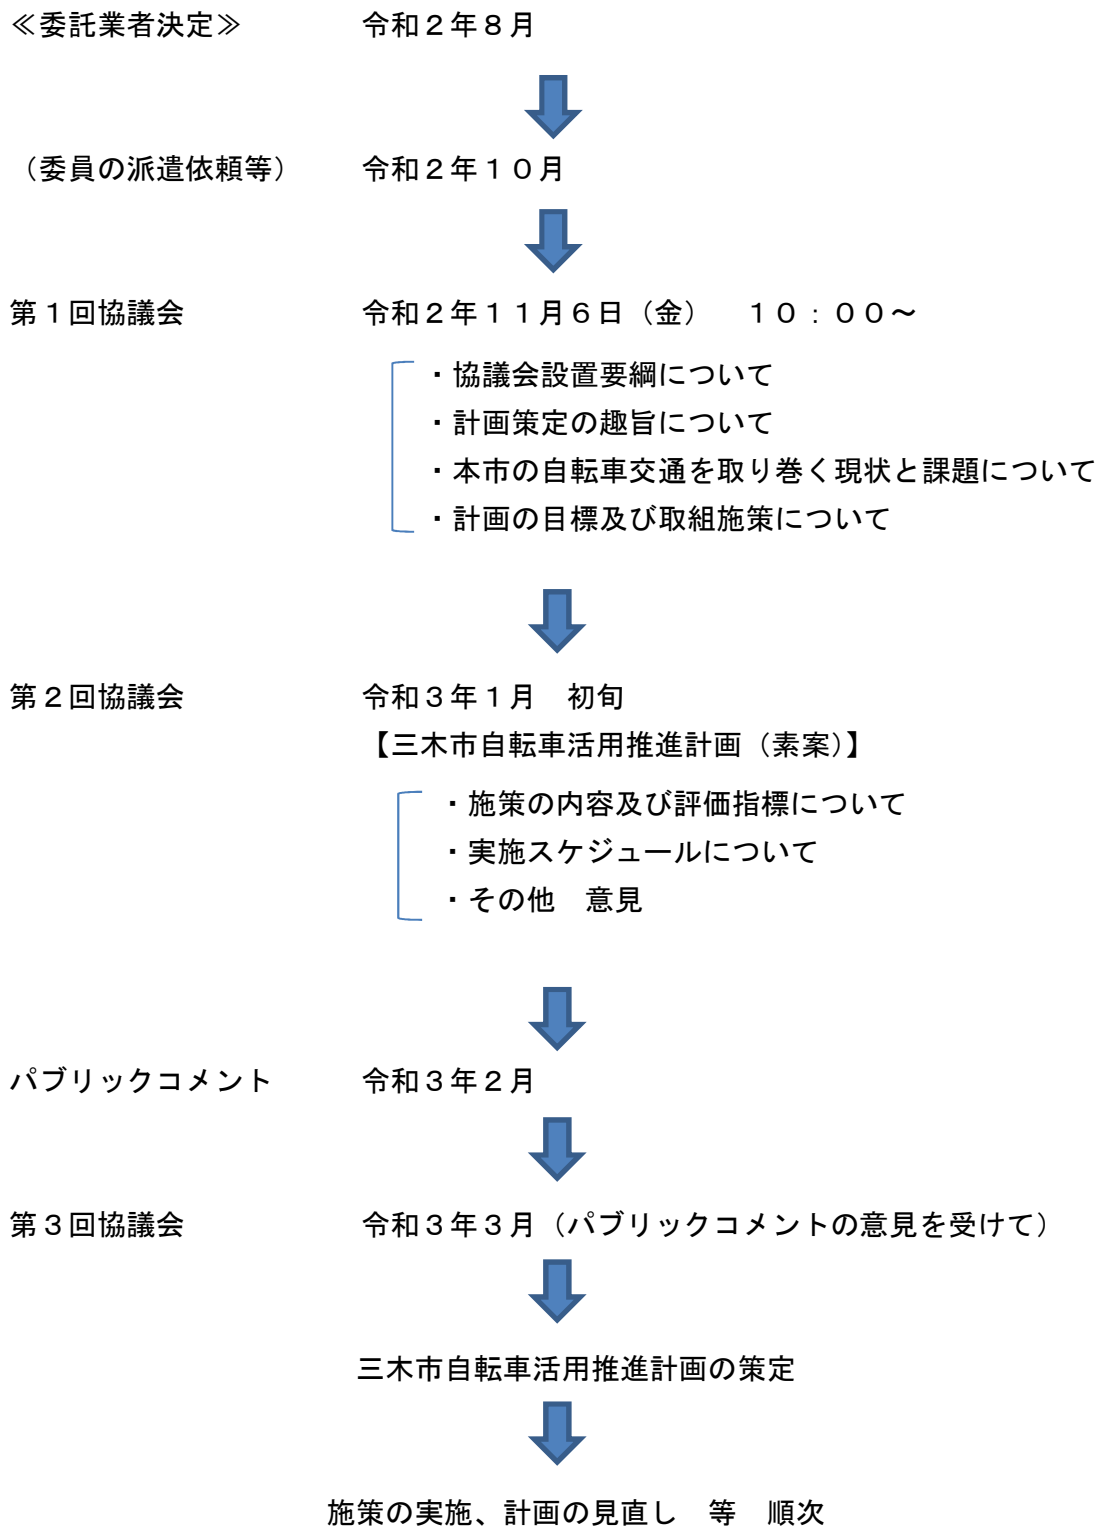 ≪委託業者決定≫　令和２年８月
（委員の派遣依頼等）　令和２年１０月
第１回協議会　令和２年１１月６日（金）　１０：００～
・協議会設置要綱について
・計画策定の趣旨について
・本市の自転車交通を取り巻く現状と課題について
・計画の目標及び取組施策について
第２回協議会　令和３年１月　初旬
【三木市自転車活用推進計画（素案）】
・施策の内容及び評価指標について
・実施スケジュールについて
・その他　意見
パブリックコメント　令和３年２月
第３回協議会　令和３年３月（パブリックコメントの意見を受けて）
三木市自転車活用推進計画の策定
施策の実施、計画の見直し　等　順次